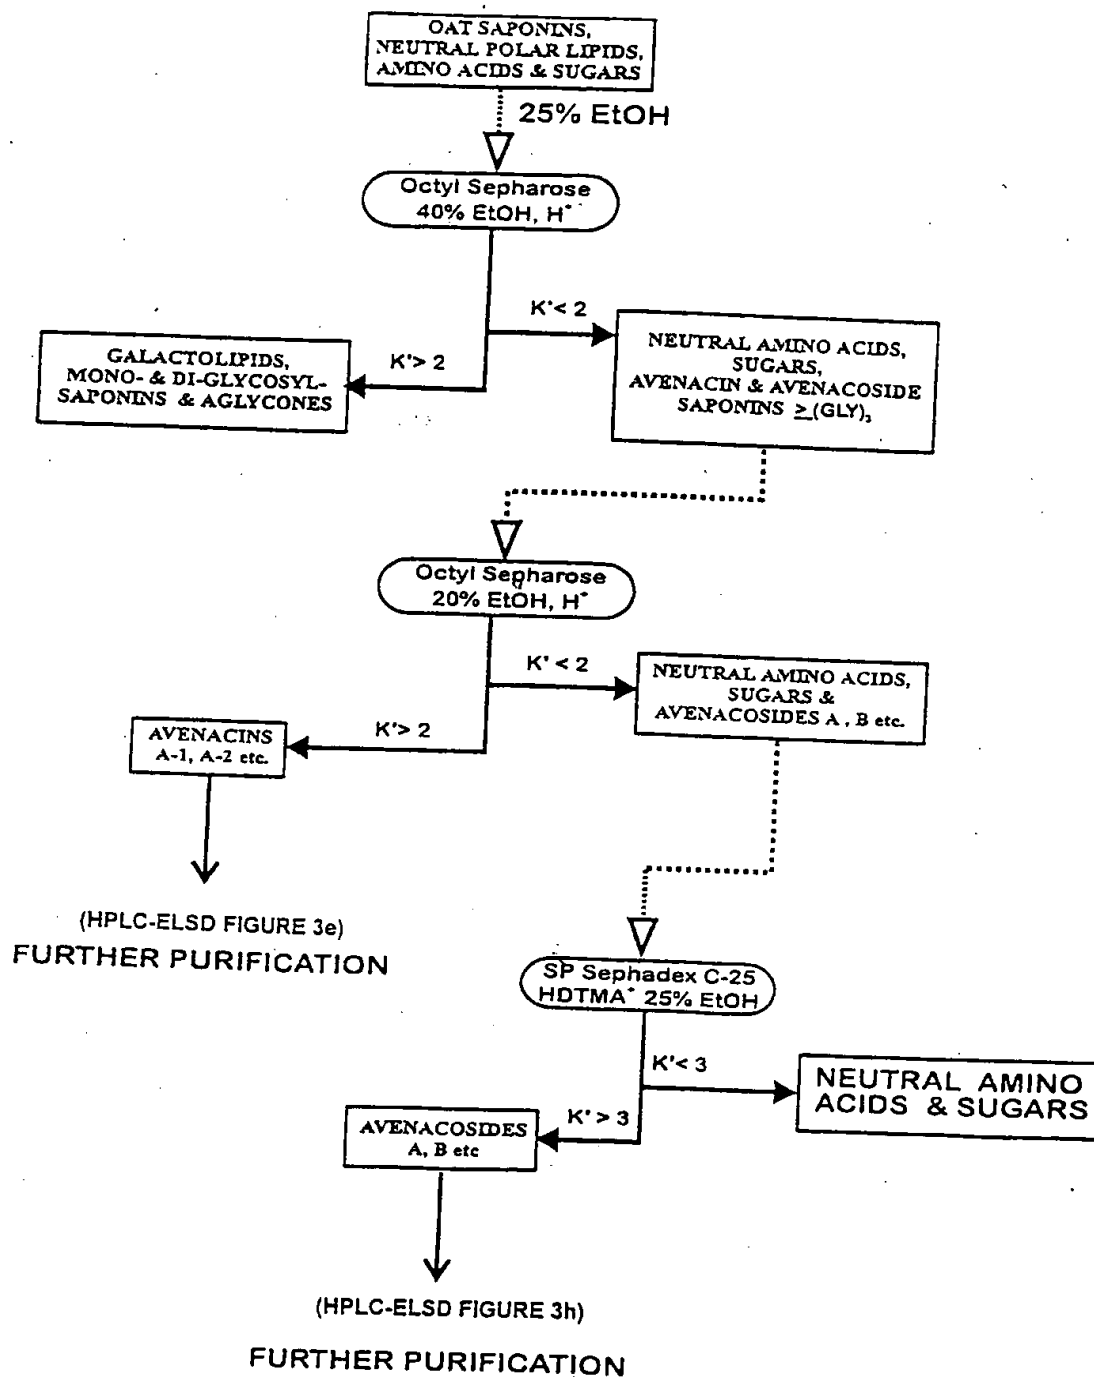 OAT SAPONINS,
NEUTRAL POLAR LIPIDS,
AMINO ACIDS & SUGARS
25% EtOH
Octyl Sepharose
40% EtOH, H⁺
K'< 2
K'> 2
GALACTOLIPIDS,
MONO- & DI-GLYCOSYL-
SAPONINS & AGLYCONES
NEUTRAL AMINO ACIDS,
SUGARS,
AVENACIN & AVENACOSIDE
SAPONINS ≥(GLY)₃
Octyl Sepharose
20% EtOH, H⁺
K' < 2
K'> 2
AVENACINS
A-1, A-2 etc.
NEUTRAL AMINO ACIDS,
SUGARS &
AVENACOSIDES A , B etc.
(HPLC-ELSD FIGURE 3e)
FURTHER PURIFICATION
SP Sephadex C-25
HDTMA⁺ 25% EtOH
K'< 3
K' > 3
NEUTRAL AMINO
ACIDS & SUGARS
AVENACOSIDES
A, B etc
(HPLC-ELSD FIGURE 3h)
FURTHER PURIFICATION